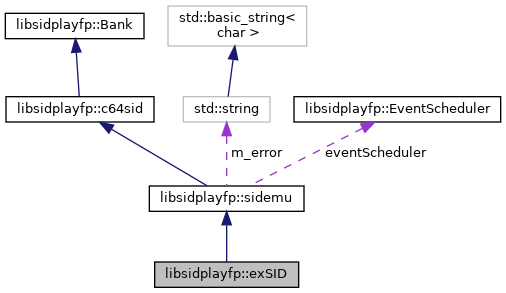 libsidplayfp::Bank
std::basic_string<
char >
libsidplayfp::c64sid
std::string
libsidplayfp::EventScheduler
m_error
eventScheduler
libsidplayfp::sidemu
libsidplayfp::exSID